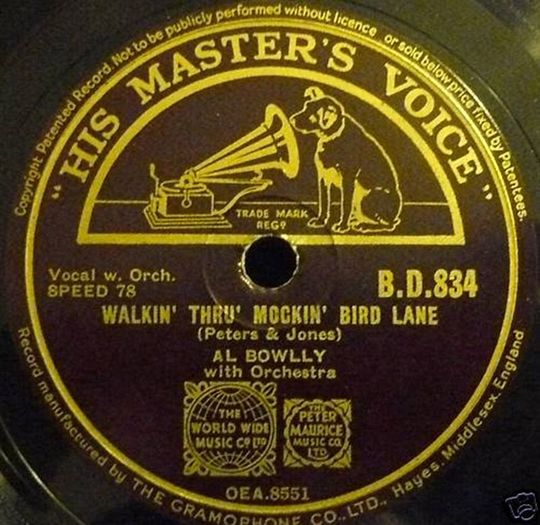 Copyright Patented Record. Not to be publicly performed without licence or sold below price fixed by Patentees.
"HIS MASTER'S VOICE"
TRADE MARK
REGD
Vocal w. Orch.
SPEED 78
B.D.834
WALKIN' THRU' MOCKIN' BIRD LANE
(Peters & Jones)
AL BOWLLY
with Orchestra
THE
WORLD WIDE
MUSIC CO LTD
THE
PETER
MAURICE
MUSIC CO.
LTD.
OEA.8551
Record manufactured by THE GRAMOPHONE CO., LTD., Hayes, Middlesex, England